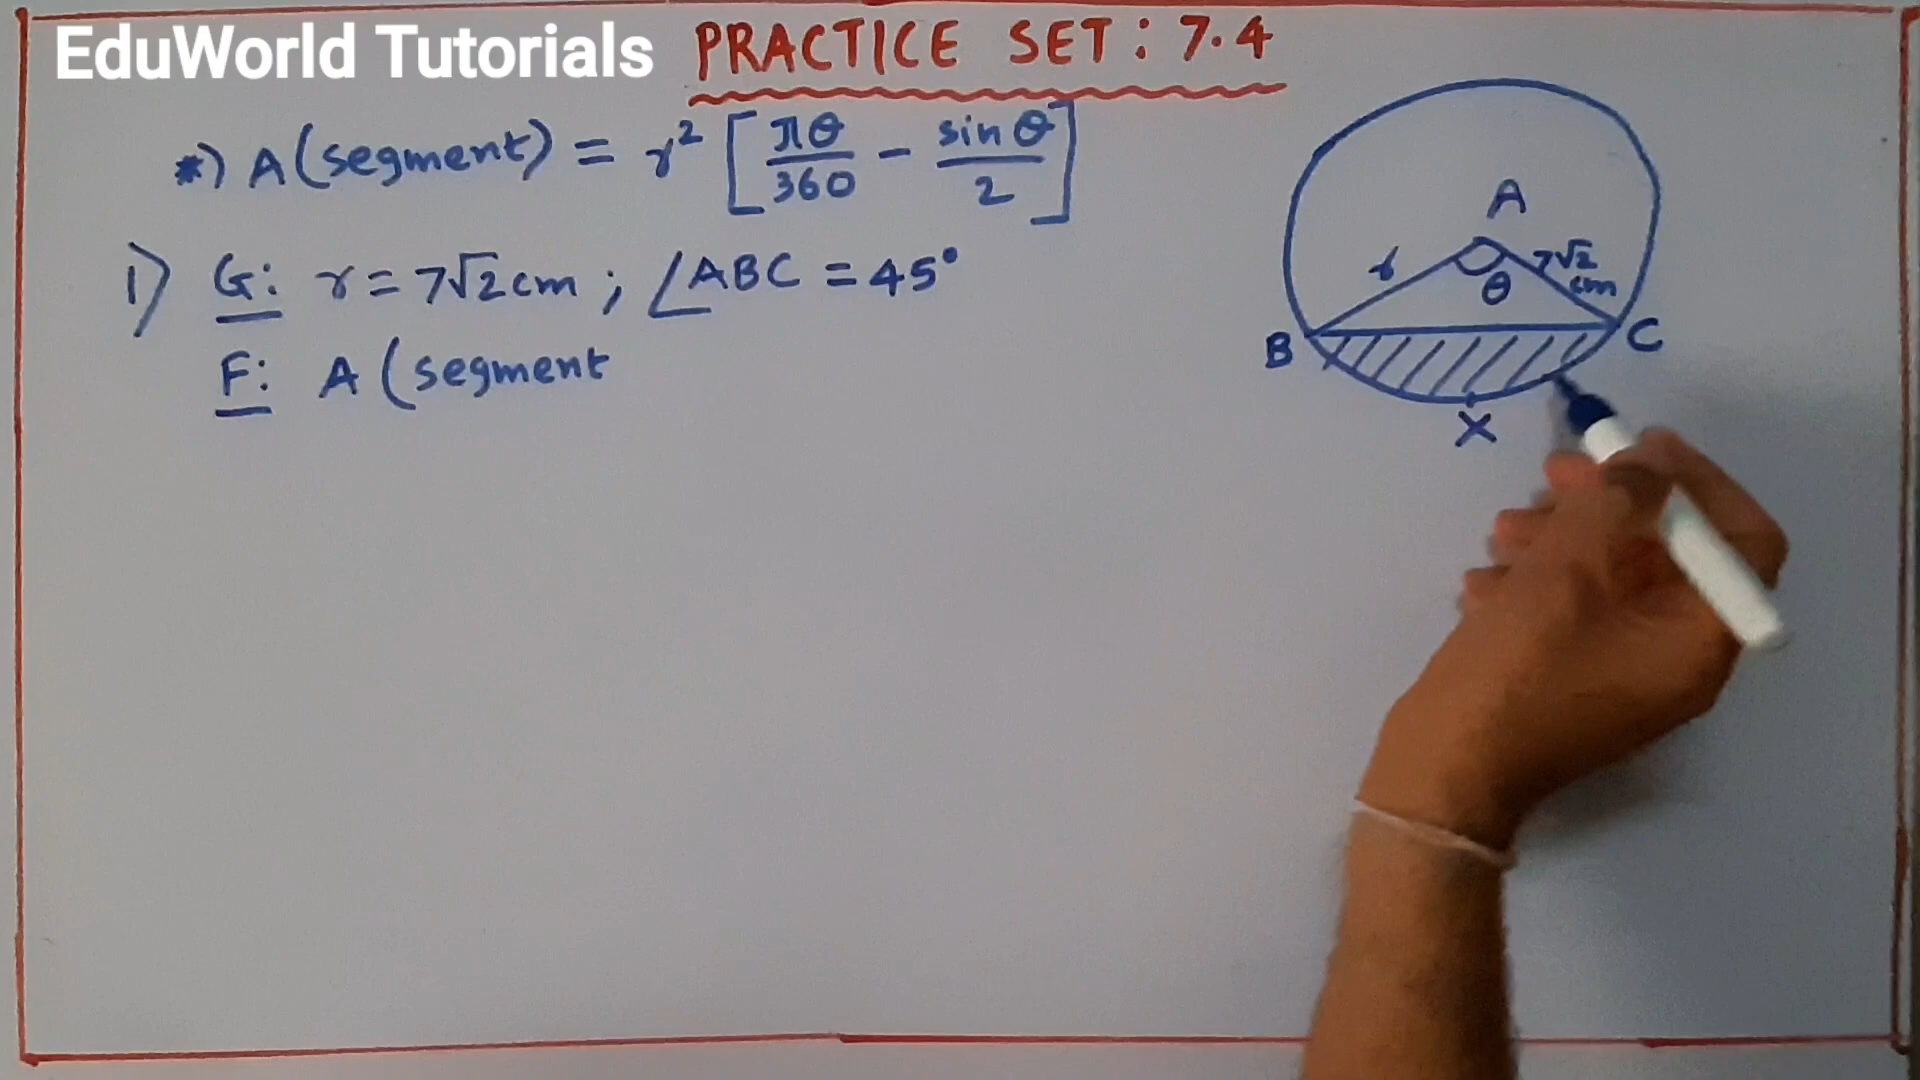 EduWorld Tutorials PRACTICE SET: 7.4
*) A(segment) = r² [πθ/360 - sin θ/2]
1) G: r = 7√2 cm ; ∠ABC = 45°
F: A (segment
A
r
7√2 cm
θ
B
C
X